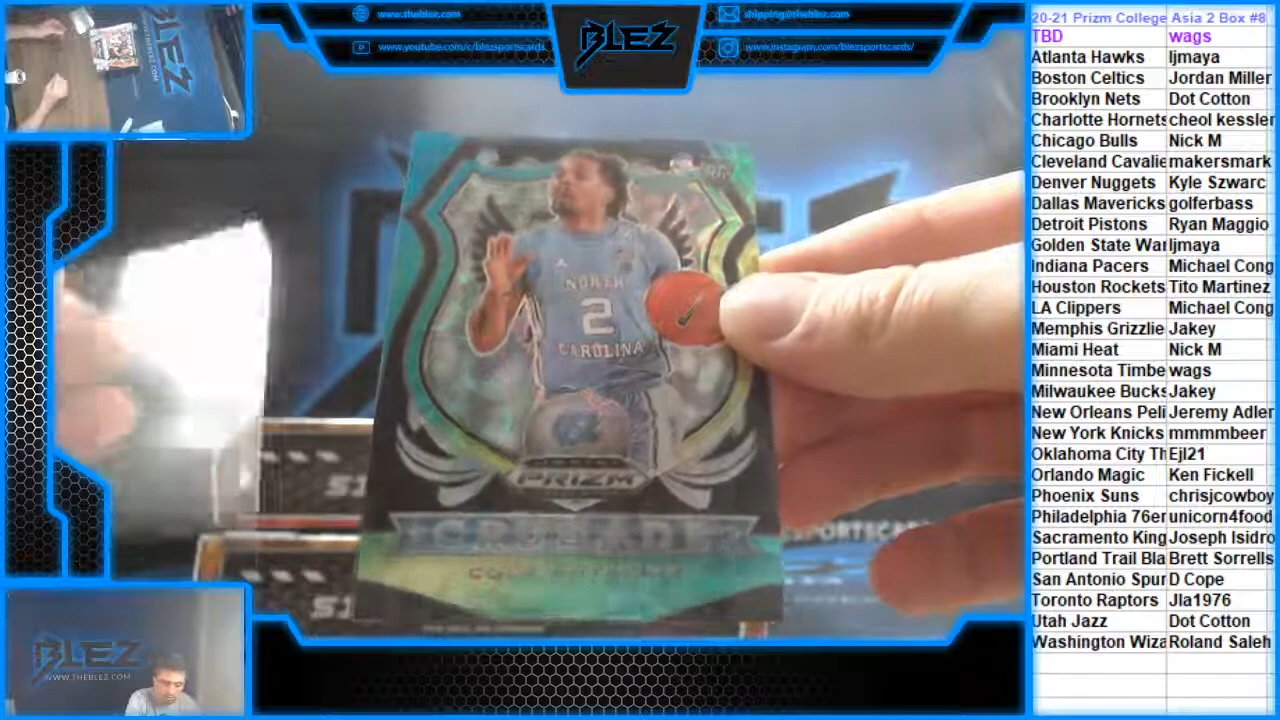 www.theblez.com
shipping@theblez.com
www.youtube.com/c/blezsportscards
www.instagram.com/blezsportscards/
BLEZ
20-21 Prizm College Asia 2 Box #8
TBD wags
Atlanta Hawks ljmaya
Boston Celtics Jordan Miller
Brooklyn Nets Dot Cotton
Charlotte Hornets cheol kessler
Chicago Bulls Nick M
Cleveland Cavalie makersmark
Denver Nuggets Kyle Szwarc
Dallas Mavericks golferbass
Detroit Pistons Ryan Maggio
Golden State War ljmaya
Indiana Pacers Michael Cong
Houston Rockets Tito Martinez
LA Clippers Michael Cong
Memphis Grizzlie Jakey
Miami Heat Nick M
Minnesota Timbe wags
Milwaukee Bucks Jakey
New Orleans Peli Jeremy Adler
New York Knicks mmmmbeer
Oklahoma City Th Ejl21
Orlando Magic Ken Fickell
Phoenix Suns chrisjcowboy
Philadelphia 76er unicorn4food
Sacramento King Joseph Isidro
Portland Trail Bla Brett Sorrells
San Antonio Spur D Cope
Toronto Raptors Jla1976
Utah Jazz Dot Cotton
Washington Wiza Roland Saleh
NORTH
2
CAROLINA
PRIZM
CRUSADE
BLEZ
WWW.THEBLEZ.COM